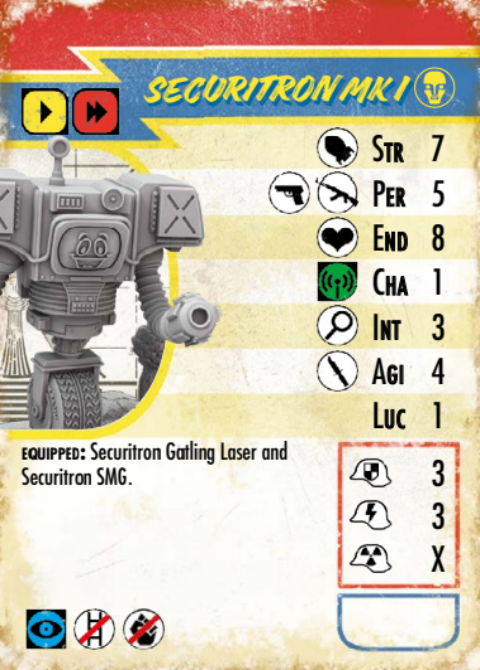 SECURITRON MK I
STR 7
PER 5
END 8
CHA 1
INT 3
AGI 4
LUC 1
EQUIPPED: Securitron Gatling Laser and
Securitron SMG.
3
3
X